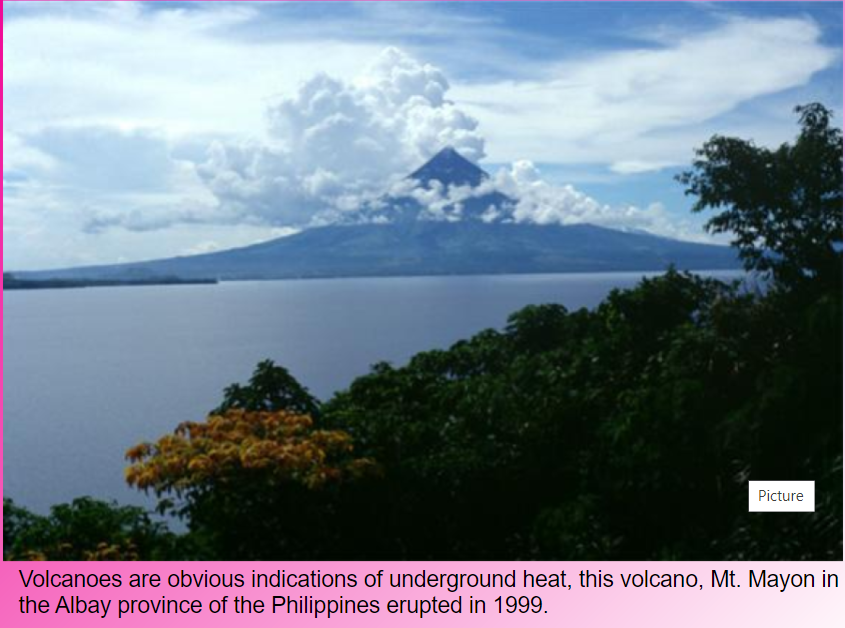 Picture
Volcanoes are obvious indications of underground heat, this volcano, Mt. Mayon in
the Albay province of the Philippines erupted in 1999.